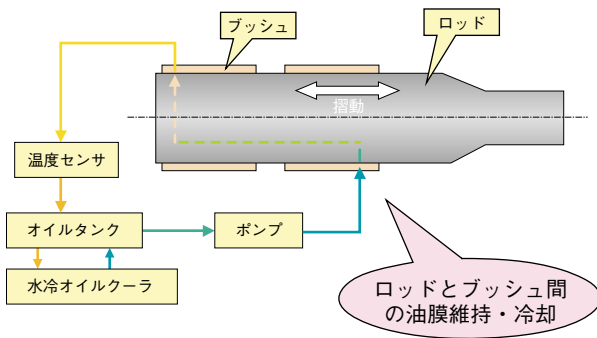 ブッシュ
ロッド
摺動
温度センサ
オイルタンク
ポンプ
水冷オイルクーラ
ロッドとブッシュ間
の油膜維持・冷却